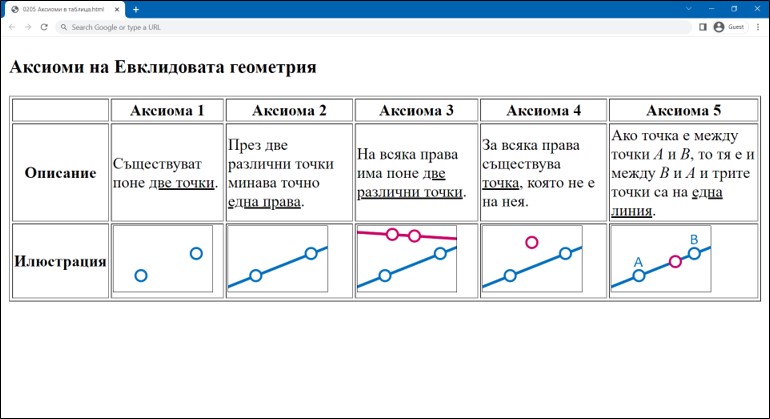 0205 Аксиоми в таблица.html
Search Google or type a URL
Guest
Аксиоми на Евклидовата геометрия
Аксиома 1
Аксиома 2
Аксиома 3
Аксиома 4
Аксиома 5
Описание
Съществуват
поне две точки.
През две
различни точки
минава точно
една права.
На всяка права
има поне две
различни точки.
За всяка права
съществува
точка, която не е
на нея.
Ако точка е между
точки A и B, то тя е и
между B и A и трите
точки са на една
линия.
Илюстрация
A
B